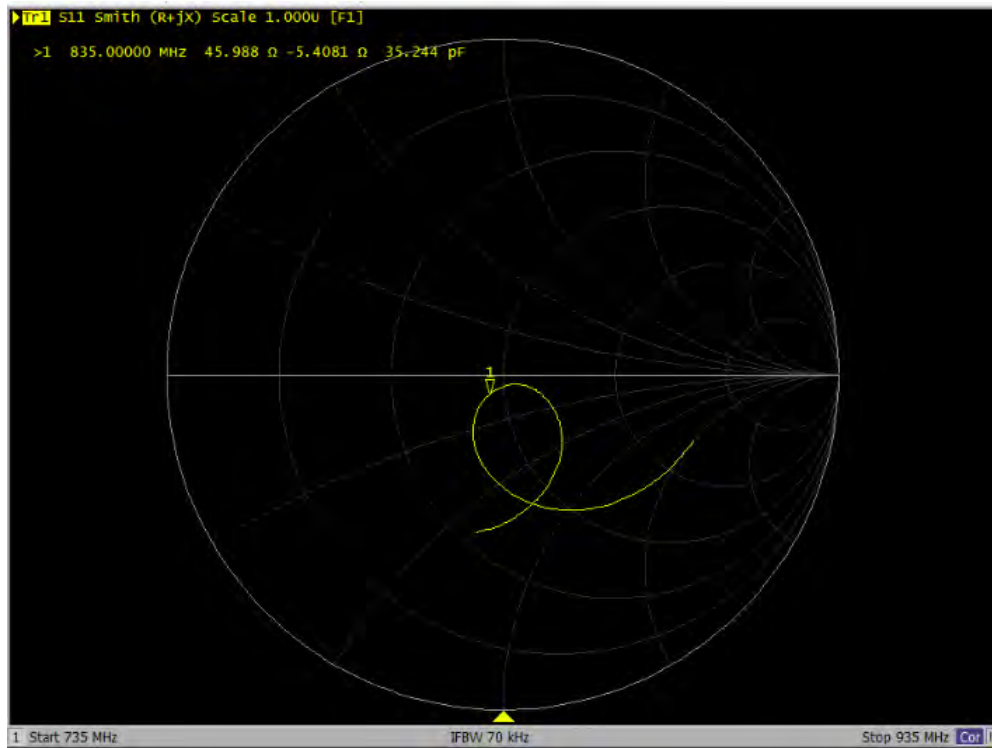 Tr1 S11 Smith (R+jX) Scale 1.000U [F1]
>1 835.00000 MHz 45.988 Ω -5.4081 Ω 35.244 pF
1
1 Start 735 MHz IFBW 70 kHz Stop 935 MHz Cor